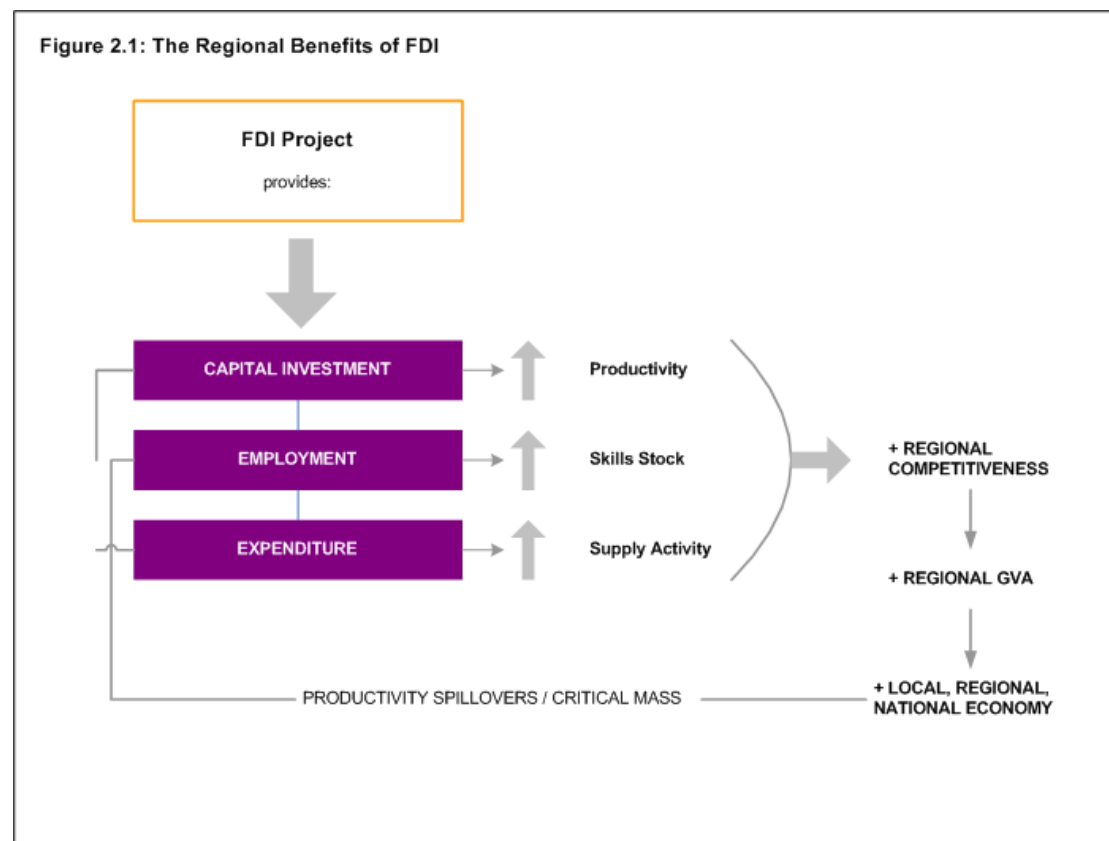 Figure 2.1: The Regional Benefits of FDI
FDI Project
provides:
CAPITAL INVESTMENT
Productivity
EMPLOYMENT
Skills Stock
EXPENDITURE
Supply Activity
+ REGIONAL
COMPETITIVENESS
+ REGIONAL GVA
+ LOCAL, REGIONAL,
NATIONAL ECONOMY
PRODUCTIVITY SPILLOVERS / CRITICAL MASS